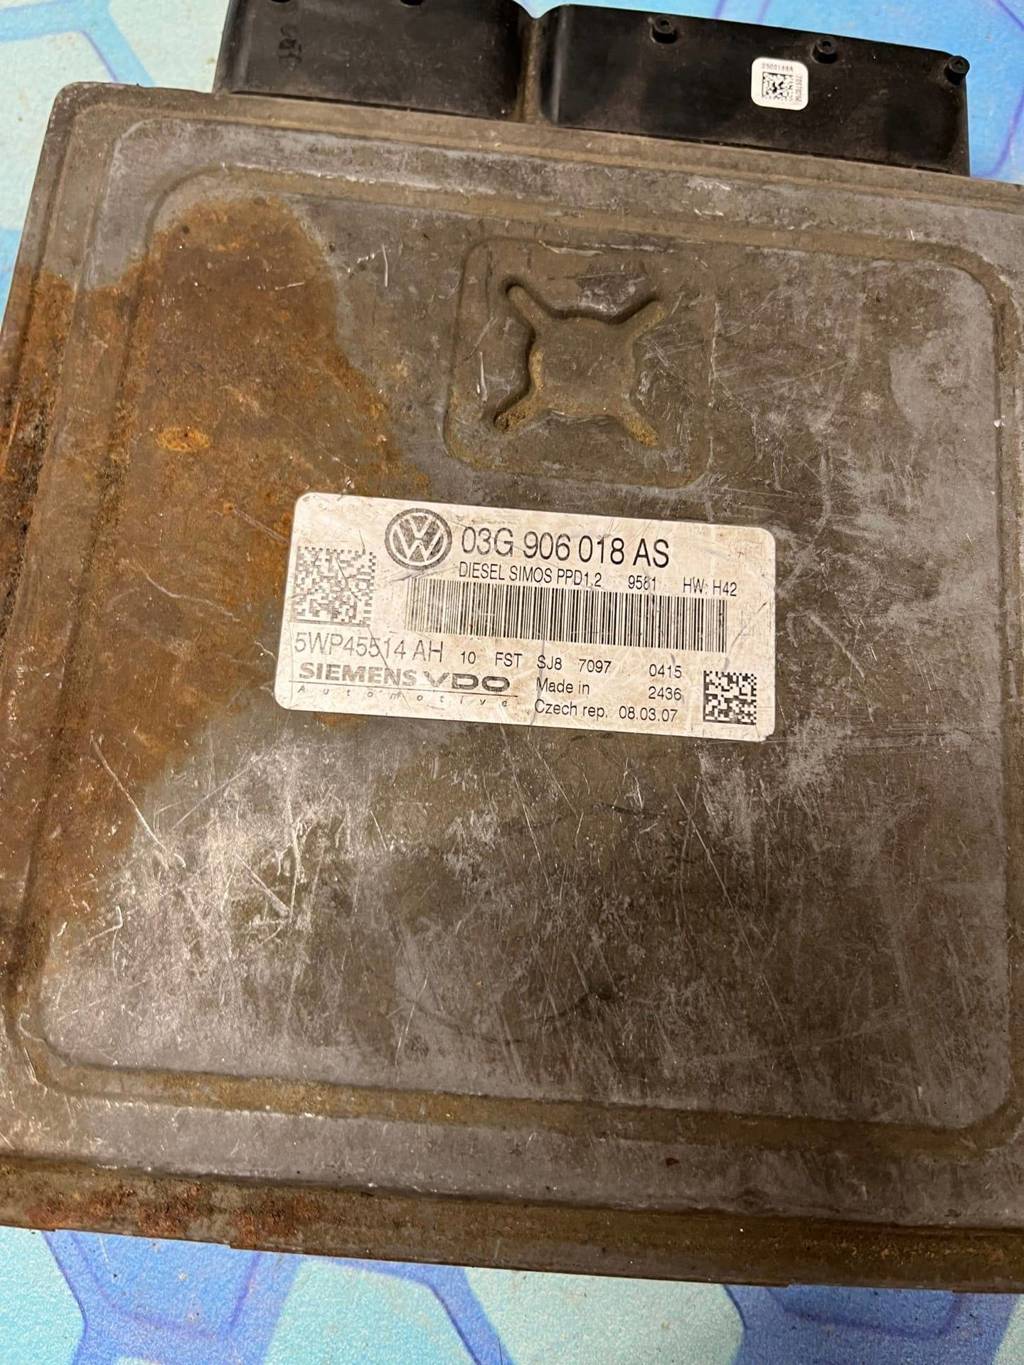 03G 906 018 AS
DIESEL SIMOS PPD1.2 9561 HW: H42
5WP45514 AH 10 FST SJ8 7097 0415
SIEMENS VDO Made in 2436
Automotive Czech rep. 08.03.07